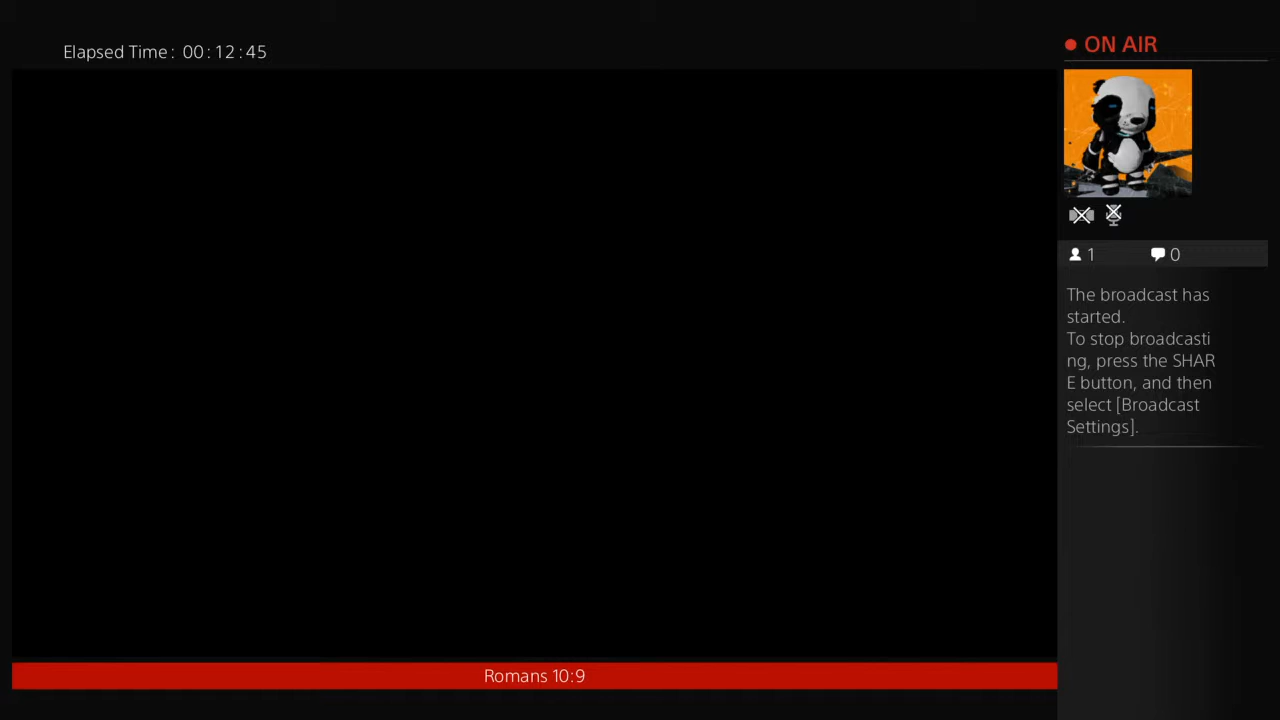 Elapsed Time: 00:12:45
ON AIR
1 0
The broadcast has
started.
To stop broadcasti
ng, press the SHAR
E button, and then
select [Broadcast
Settings].
Romans 10:9